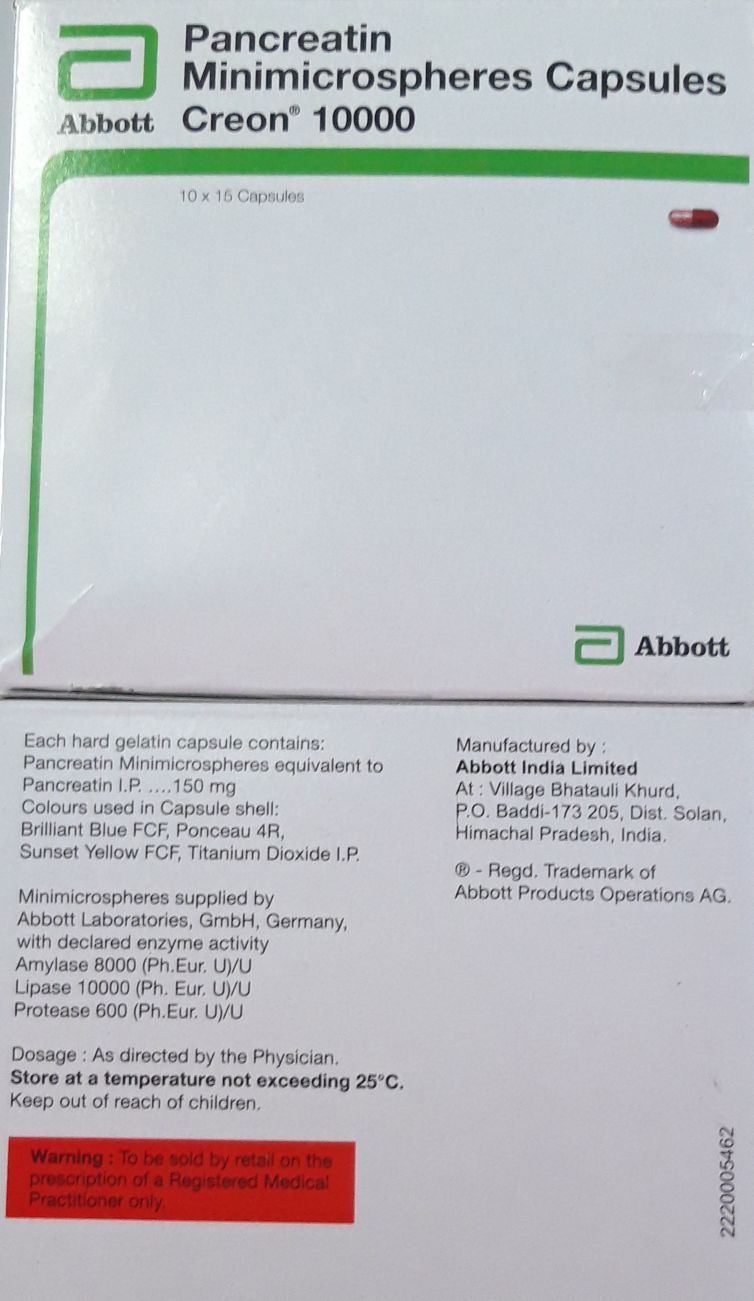 Pancreatin
Minimicrospheres Capsules
Abbott Creon® 10000
10 x 15 Capsules
Abbott
Each hard gelatin capsule contains:
Pancreatin Minimicrospheres equivalent to
Pancreatin I.P. ....150 mg
Colours used in Capsule shell:
Brilliant Blue FCF, Ponceau 4R,
Sunset Yellow FCF, Titanium Dioxide I.P.
Minimicrospheres supplied by
Abbott Laboratories, GmbH, Germany,
with declared enzyme activity
Amylase 8000 (Ph.Eur. U)/U
Lipase 10000 (Ph. Eur. U)/U
Protease 600 (Ph.Eur. U)/U
Dosage : As directed by the Physician.
Store at a temperature not exceeding 25°C.
Keep out of reach of children.
Warning : To be sold by retail on the
prescription of a Registered Medical
Practitioner only.
Manufactured by :
Abbott India Limited
At : Village Bhatauli Khurd,
P.O. Baddi-173 205, Dist. Solan,
Himachal Pradesh, India.
® - Regd. Trademark of
Abbott Products Operations AG.
2220005462